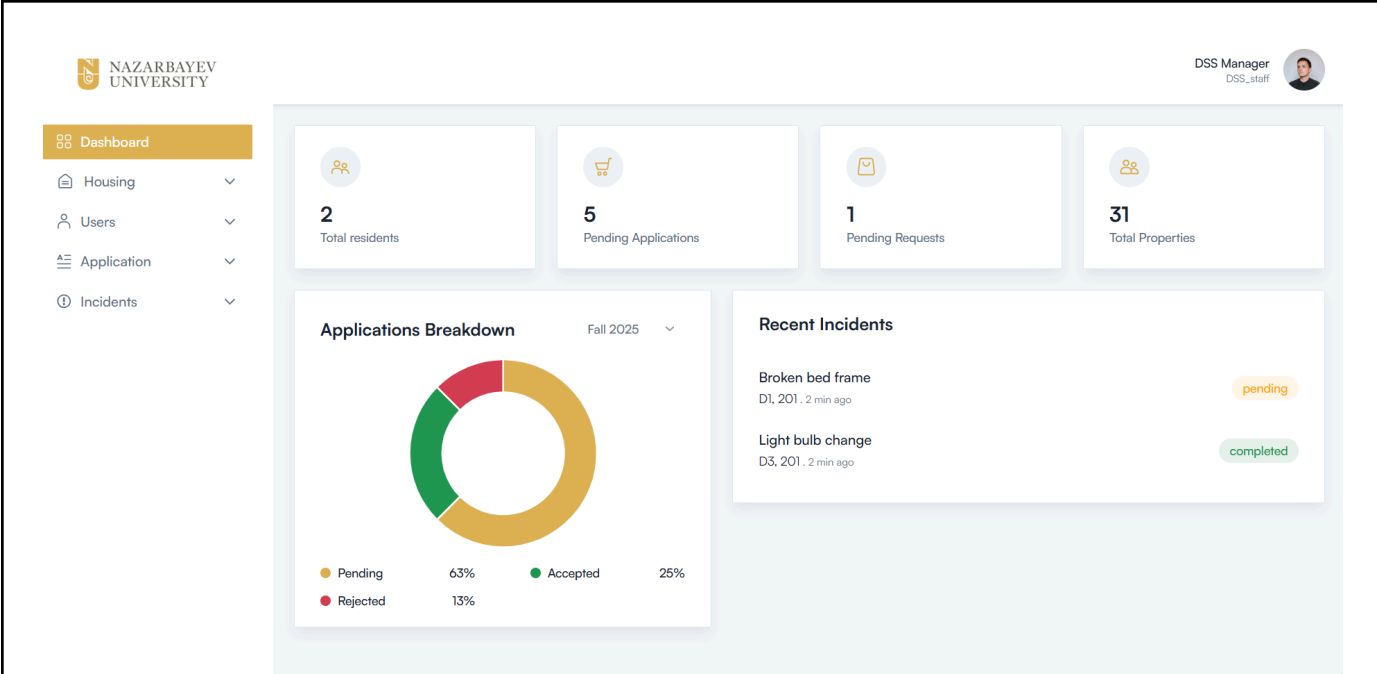 NAZARBAYEV
UNIVERSITY
DSS Manager
DSS_staff
Dashboard
Housing
Users
Application
Incidents
2
Total residents
5
Pending Applications
1
Pending Requests
31
Total Properties
Applications Breakdown
Fall 2025
Pending 63%
Accepted 25%
Rejected 13%
Recent Incidents
Broken bed frame
D1, 201 . 2 min ago
pending
Light bulb change
D3, 201 . 2 min ago
completed